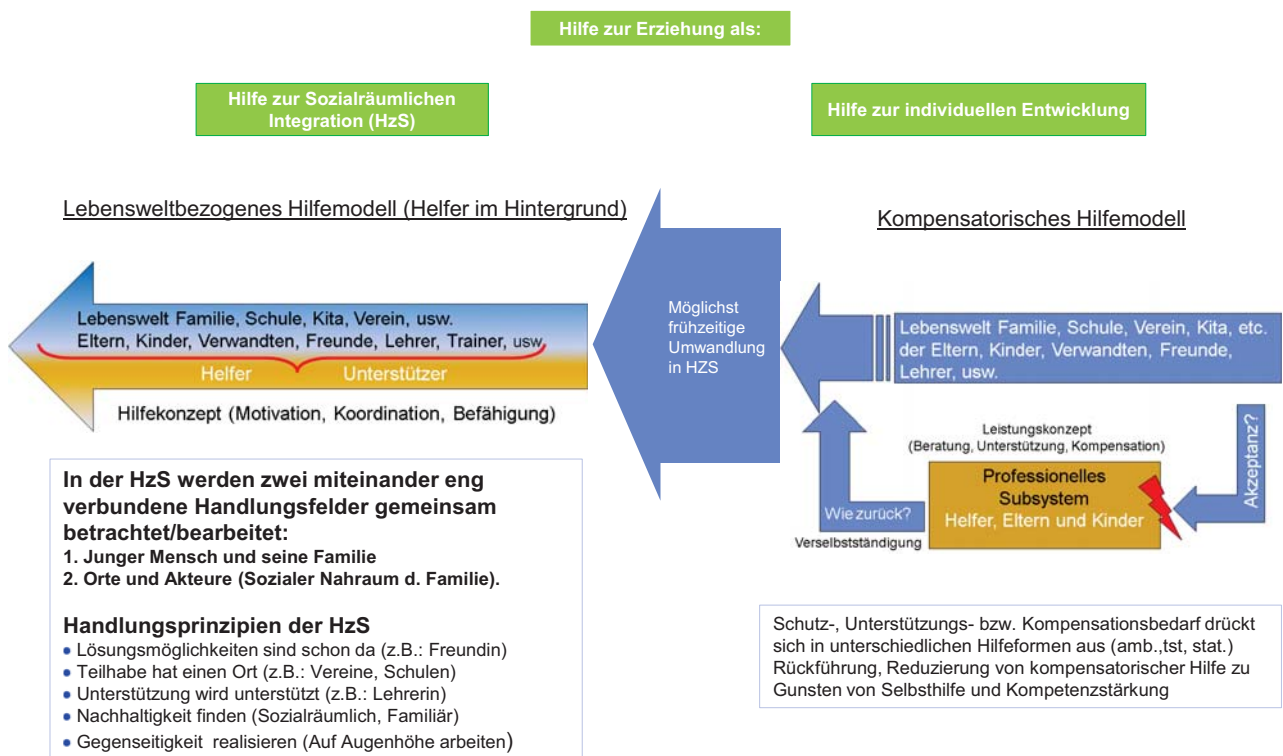 Hilfe zur Erziehung als:
Hilfe zur Sozialräumlichen
Integration (HzS)
Hilfe zur individuellen Entwicklung
Lebensweltbezogenes Hilfemodell (Helfer im Hintergrund)
Kompensatorisches Hilfemodell
Lebenswelt Familie, Schule, Kita, Verein, usw.
Eltern, Kinder, Verwandten, Freunde, Lehrer, Trainer, usw.
Helfer
Unterstützer
Hilfekonzept (Motivation, Koordination, Befähigung)
Möglichst
frühzeitige
Umwandlung
in HZS
Lebenswelt Familie, Schule, Verein, Kita, etc.
der Eltern, Kinder, Verwandten, Freunde,
Lehrer, usw.
Leistungskonzept
(Beratung, Unterstützung, Kompensation)
Professionelles
Subsystem
Helfer, Eltern und Kinder
Akzeptanz?
Wie zurück?
Verselbstständigung
In der HzS werden zwei miteinander eng
verbundene Handlungsfelder gemeinsam
betrachtet/bearbeitet:
1. Junger Mensch und seine Familie
2. Orte und Akteure (Sozialer Nahraum d. Familie).
Handlungsprinzipien der HzS
• Lösungsmöglichkeiten sind schon da (z.B.: Freundin)
• Teilhabe hat einen Ort (z.B.: Vereine, Schulen)
• Unterstützung wird unterstützt (z.B.: Lehrerin)
• Nachhaltigkeit finden (Sozialräumlich, Familiär)
• Gegenseitigkeit realisieren (Auf Augenhöhe arbeiten)
Schutz-, Unterstützungs- bzw. Kompensationsbedarf drückt
sich in unterschiedlichen Hilfeformen aus (amb.,tst, stat.)
Rückführung, Reduzierung von kompensatorischer Hilfe zu
Gunsten von Selbsthilfe und Kompetenzstärkung